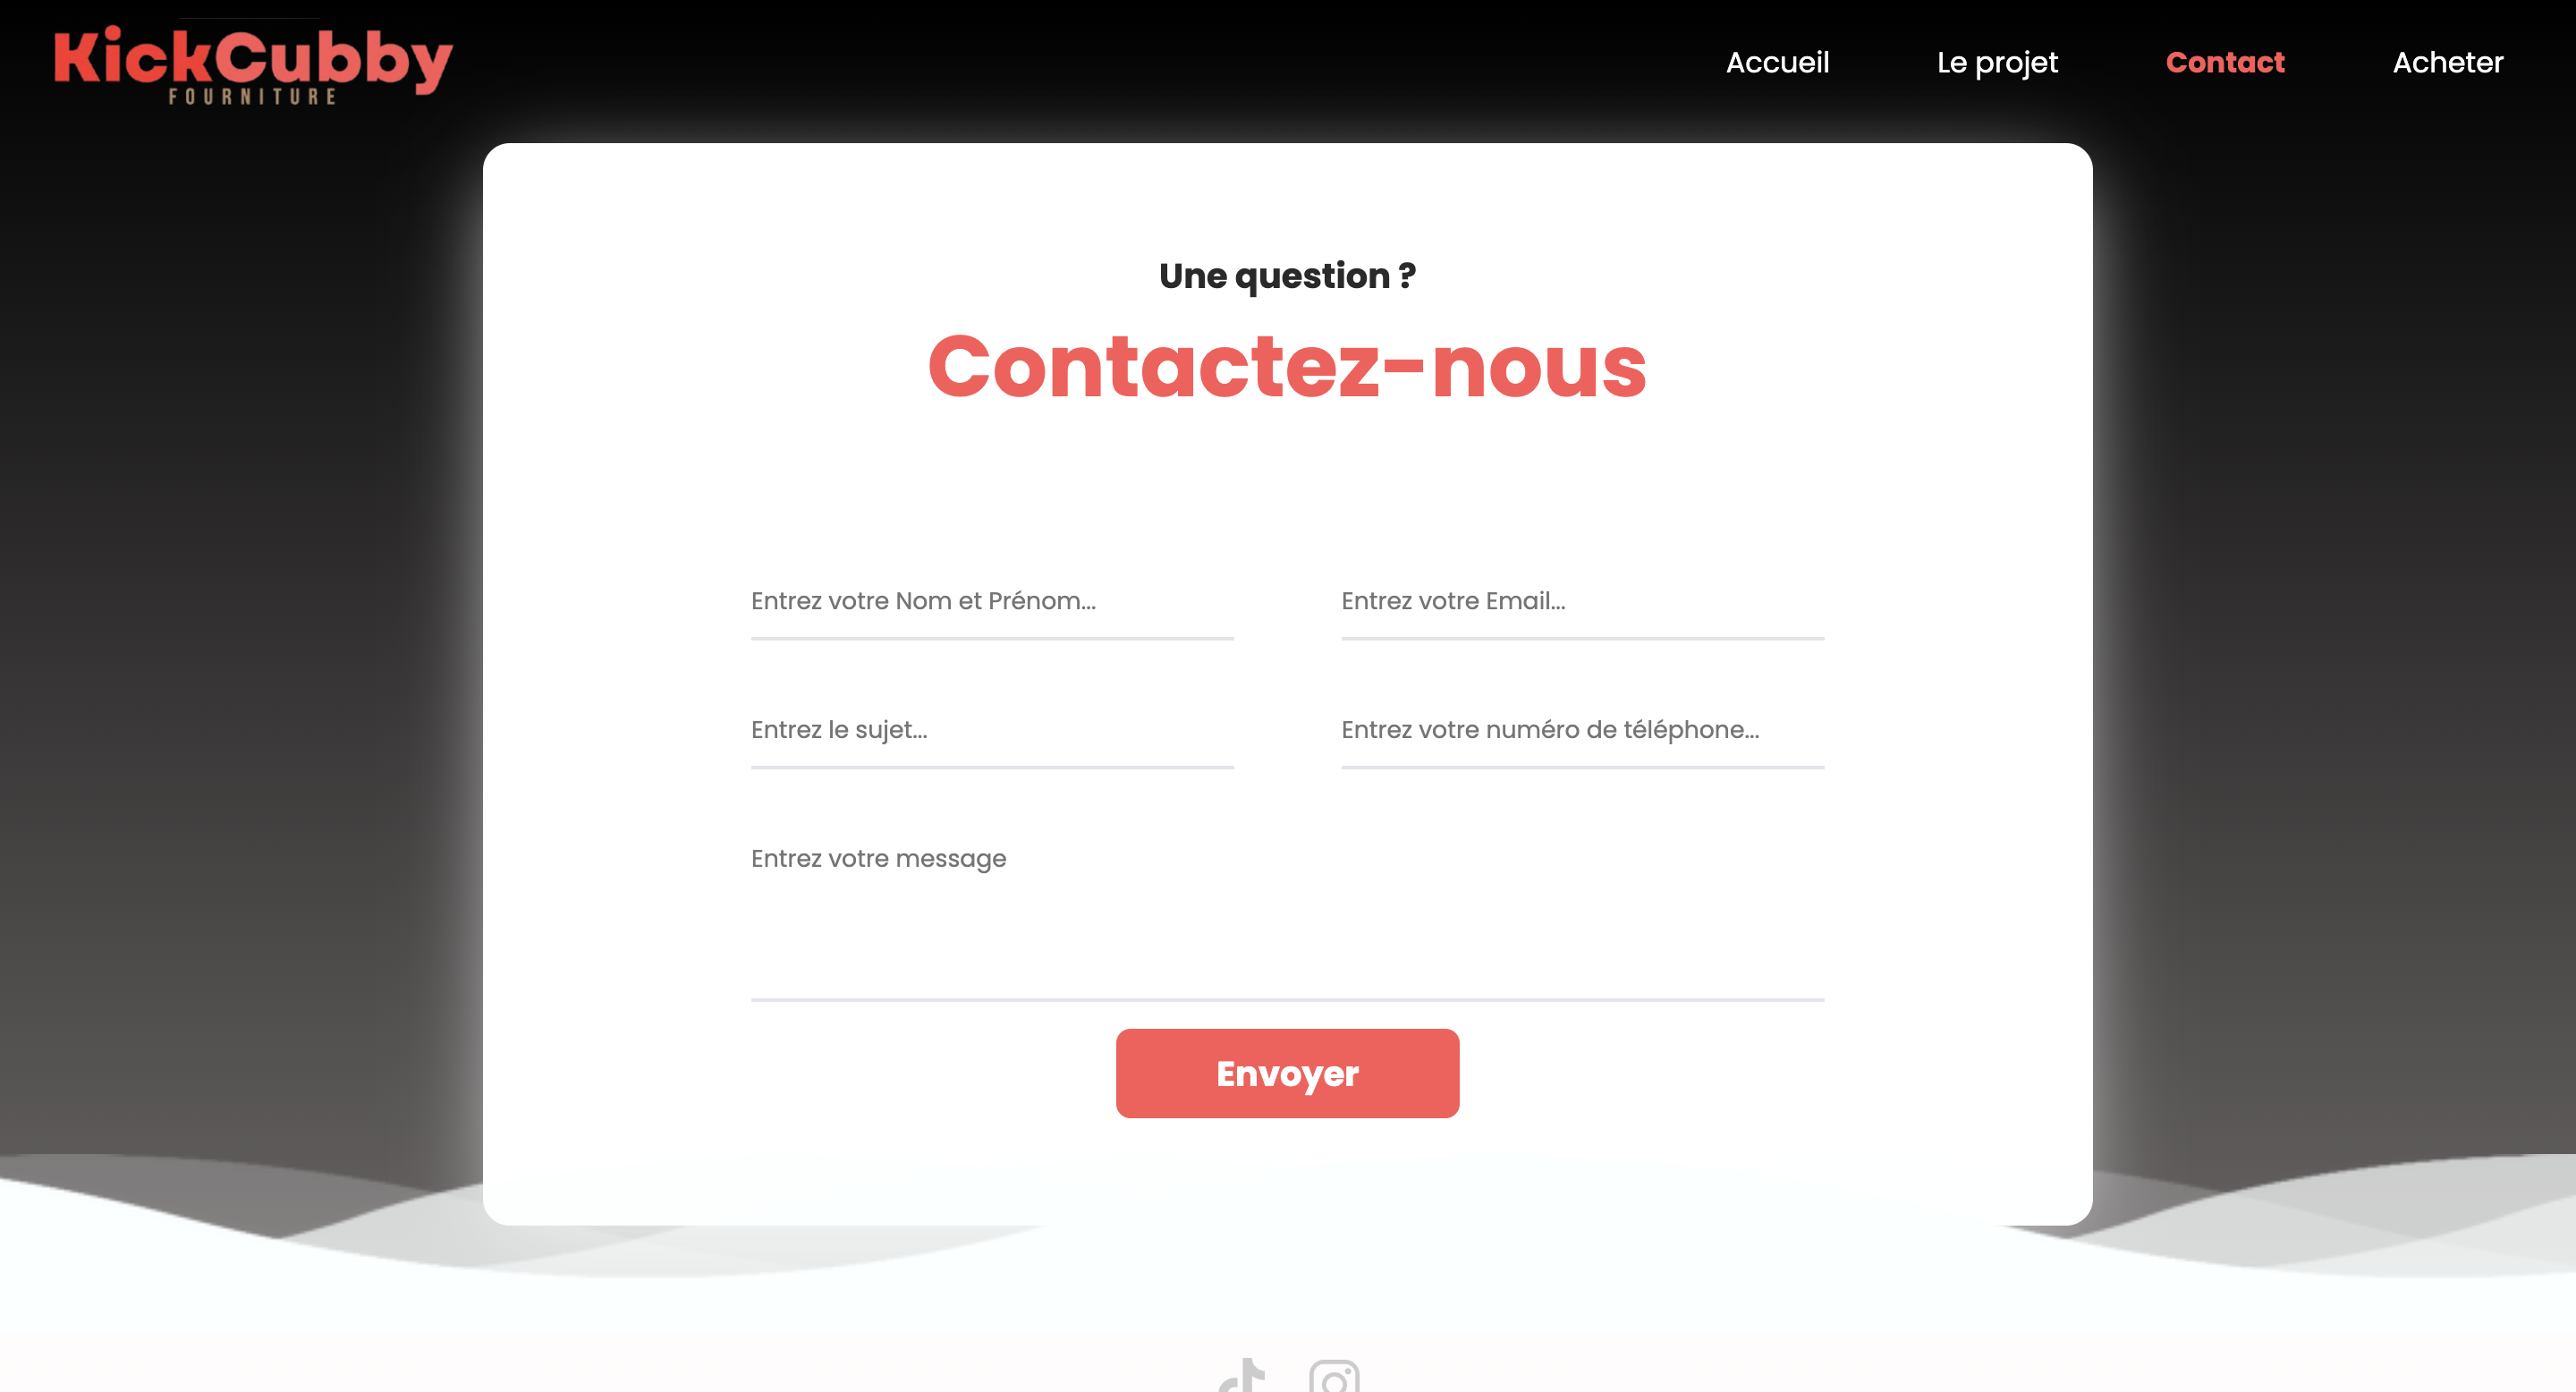 KickCubby
FOURNITURE
Accueil
Le projet
Contact
Acheter
Une question ?
Contactez-nous
Entrez votre Nom et Prénom...
Entrez votre Email...
Entrez le sujet...
Entrez votre numéro de téléphone...
Entrez votre message
Envoyer